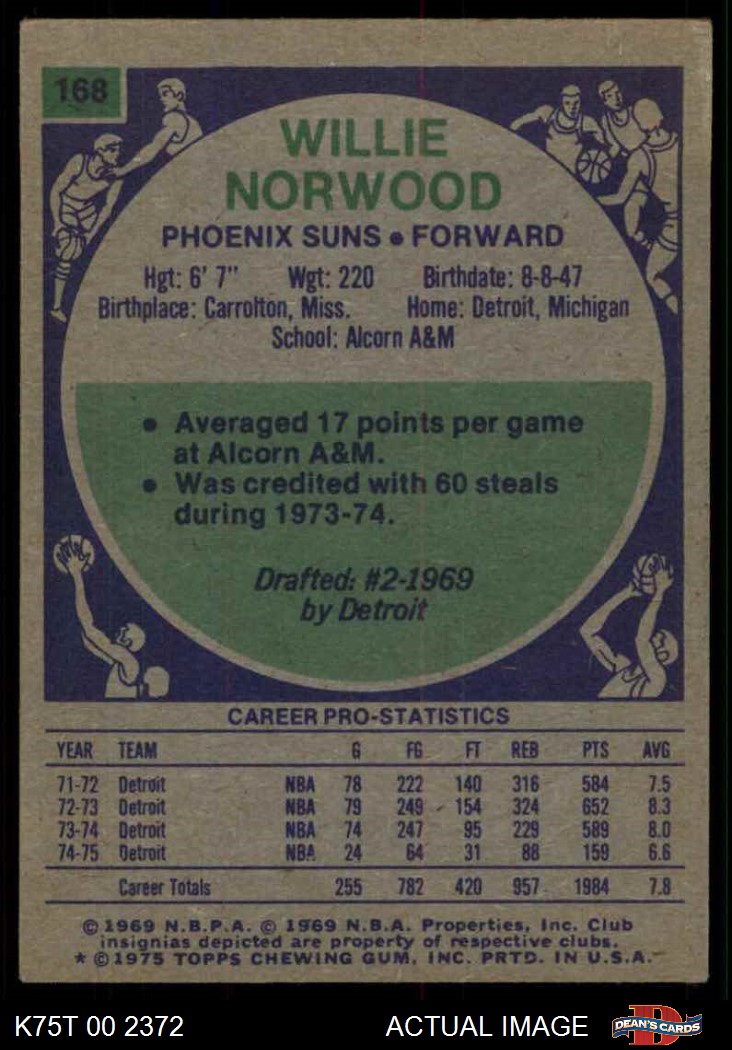 168
WILLIE
NORWOOD
PHOENIX SUNS • FORWARD
Hgt: 6' 7" Wgt: 220 Birthdate: 8-8-47
Birthplace: Carrolton, Miss. Home: Detroit, Michigan
School: Alcorn A&M
• Averaged 17 points per game
at Alcorn A&M.
• Was credited with 60 steals
during 1973-74.
Drafted: #2-1969
by Detroit
CAREER PRO-STATISTICS
YEAR TEAM G FG FT REB PTS AVG
71-72 Detroit NBA 78 222 140 316 584 7.5
72-73 Detroit NBA 79 249 154 324 652 8.3
73-74 Detroit NBA 74 247 95 229 589 8.0
74-75 Detroit NBA 24 64 31 88 159 6.6
Career Totals 255 782 420 957 1984 7.8
© 1969 N.B.P.A. © 1969 N.B.A. Properties, Inc. Club
insignias depicted are property of respective clubs.
* © 1975 TOPPS CHEWING GUM, INC. PRTD. IN U.S.A.
K75T 00 2372 ACTUAL IMAGE
D
DEAN'S CARDS